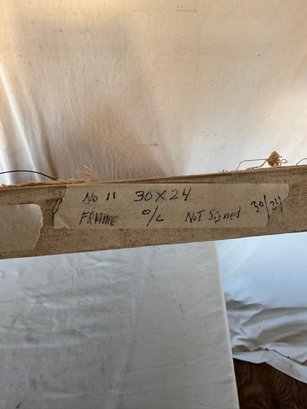 No 11 30X24
FRAME o/c Not Signed 30/24